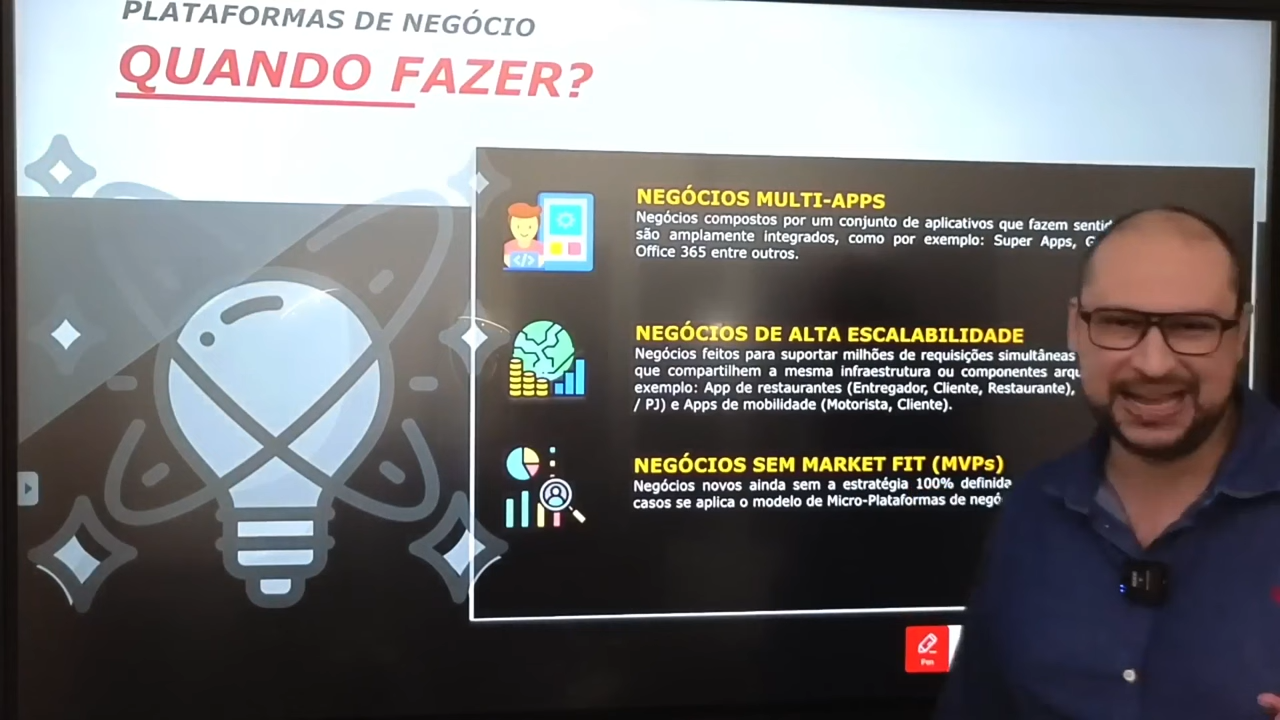 PLATAFORMAS DE NEGÓCIO
QUANDO FAZER?
NEGÓCIOS MULTI-APPS
Negócios compostos por um conjunto de aplicativos que fazem
são amplamente integrados, como por exemplo: Super Apps,
Office 365 entre outros.
NEGÓCIOS DE ALTA ESCALABILIDADE
Negócios feitos para suportar milhões de requisições simultâneas
que compartilhem a mesma infraestrutura ou componentes
exemplo: App de restaurantes (Entregador, Cliente, Restaurante),
/ PJ) e Apps de mobilidade (Motorista, Cliente).
NEGÓCIOS SEM MARKET FIT (MVPs)
Negócios novos ainda sem a estratégia 100% definida
casos se aplica o modelo de Micro-Plataformas de
</>
Pen